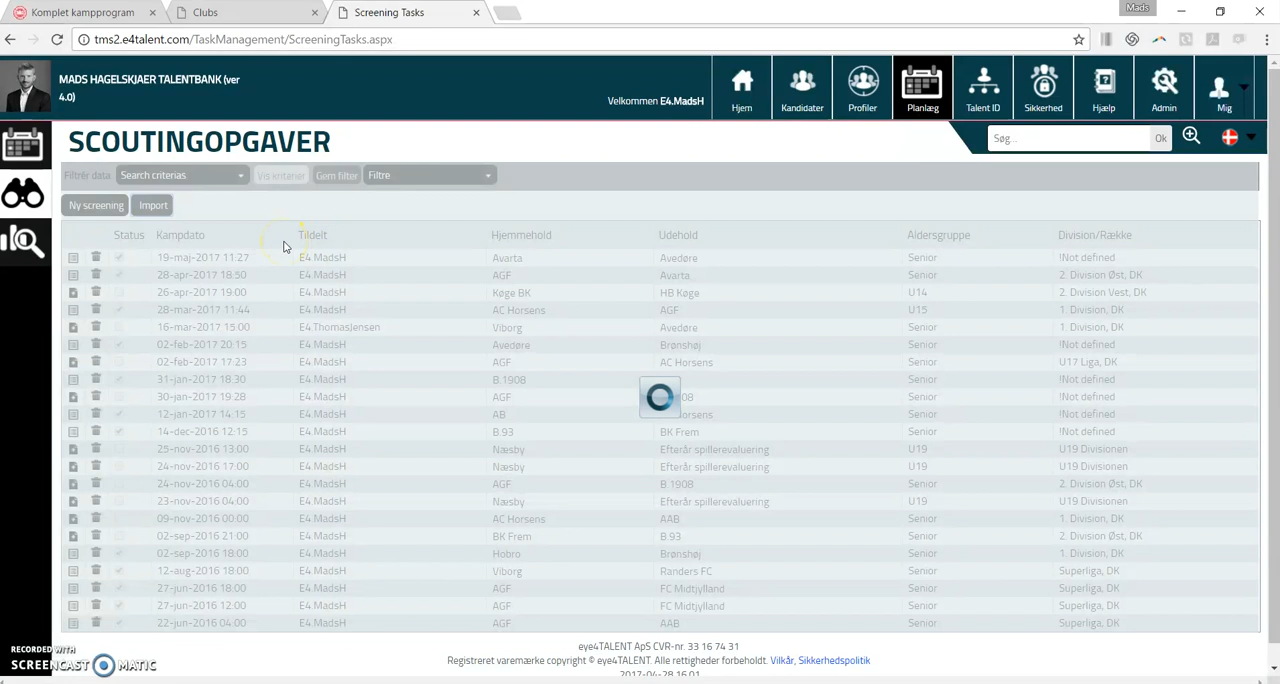 Komplet kampprogram
Clubs
Screening Tasks
Mads
tms2.e4talent.com/TaskManagement/ScreeningTasks.aspx
MADS HAGELSKJAER TALENTBANK (ver
4.0)
Velkommen E4.MadsH
Hjem
Kandidater
Profiler
Planlæg
Talent ID
Sikkerhed
Hjælp
Admin
Mig
SCOUTINGOPGAVER
Søg...
Ok
Filtrér data
Search criterias
Vis kriterier
Gem filter
Filtre
Ny screening
Import
Status Kampdato Tildelt Hjemmehold Udehold Aldersgruppe Division/Række
19-maj-2017 11:27 E4.MadsH Avarta Avedøre Senior !Not defined
28-apr-2017 18:50 E4.MadsH AGF Avarta Senior 2. Division Øst, DK
26-apr-2017 19:00 E4.MadsH Køge BK HB Køge U14 2. Division Vest, DK
28-mar-2017 11:44 E4.MadsH AC Horsens AGF U15 1. Division, DK
16-mar-2017 15:00 E4.ThomasJensen Viborg Avedøre Senior 1. Division, DK
02-feb-2017 20:15 E4.MadsH Avedøre Brønshøj Senior !Not defined
02-feb-2017 17:23 E4.MadsH AGF AC Horsens Senior U17 Liga, DK
31-jan-2017 18:30 E4.MadsH B.1908 Senior !Not defined
30-jan-2017 19:28 E4.MadsH AGF 08 Senior !Not defined
12-jan-2017 14:15 E4.MadsH AB orsens Senior !Not defined
14-dec-2016 12:15 E4.MadsH B.93 BK Frem Senior !Not defined
25-nov-2016 13:00 E4.MadsH Næsby Efterår spillerevaluering U19 U19 Divisionen
24-nov-2016 17:00 E4.MadsH Næsby Efterår spillerevaluering U19 U19 Divisionen
24-nov-2016 04:00 E4.MadsH AGF B.1908 Senior 2. Division Øst, DK
23-nov-2016 04:00 E4.MadsH Næsby Efterår spillerevaluering U19 U19 Divisionen
09-nov-2016 00:00 E4.MadsH AC Horsens AAB Senior 1. Division, DK
02-sep-2016 21:00 E4.MadsH BK Frem B.93 Senior 2. Division Øst, DK
02-sep-2016 18:00 E4.MadsH Hobro Brønshøj Senior 1. Division, DK
12-aug-2016 18:00 E4.MadsH Viborg Randers FC Senior Superliga, DK
27-jun-2016 18:00 E4.MadsH AGF FC Midtjylland Senior Superliga, DK
27-jun-2016 12:00 E4.MadsH AGF FC Midtjylland Senior Superliga, DK
22-jun-2016 04:00 E4.MadsH AGF AAB Senior Superliga, DK
eye4TALENT ApS CVR-nr. 33 16 74 31
Registreret varemærke copyright © eye4TALENT. Alle rettigheder forbeholdt. Vilkår, Sikkerhedspolitik
2017-04-28 16.01
RECORDED WITH
SCREENCAST MATIC